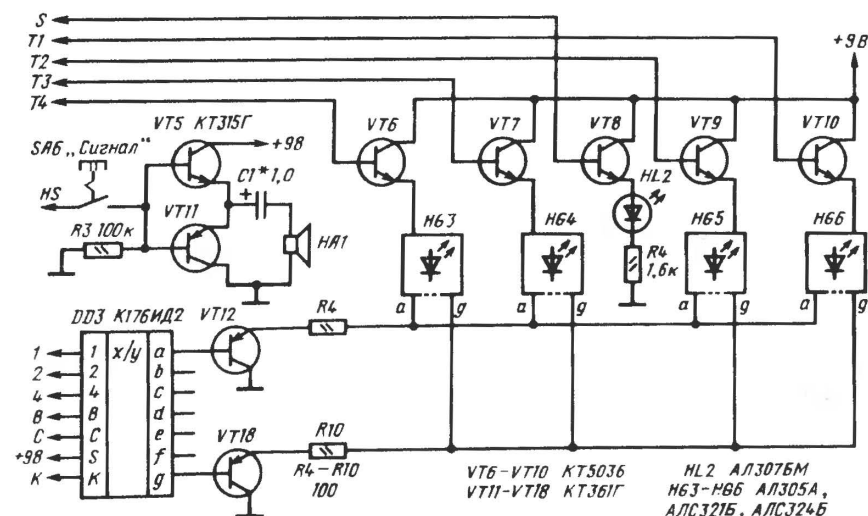 S
T1
T2
T3
T4
+9В
VT5 КТ315Г
+9В
SA6 „Сигнал"
HS
C1* 1,0
+
VT11
R3 100к
HA1
VT6
VT7
VT8
VT9
VT10
HL2
HG3
HG4
HG5
HG6
R4
1,6к
a
g
a
g
a
g
a
g
DD3 К176ИД2
VT12
R4
1
2
4
8
C
+9В
K
1
2
4
8
C
S
K
x/y
a
b
c
d
e
f
g
VT18
R10
R4–R10
100
VT6–VT10 КТ503б
VT11–VT18 КТ361Г
HL2 АЛ307БМ
HG3–HG6 АЛ305А,
АЛС321Б, АЛС324Б